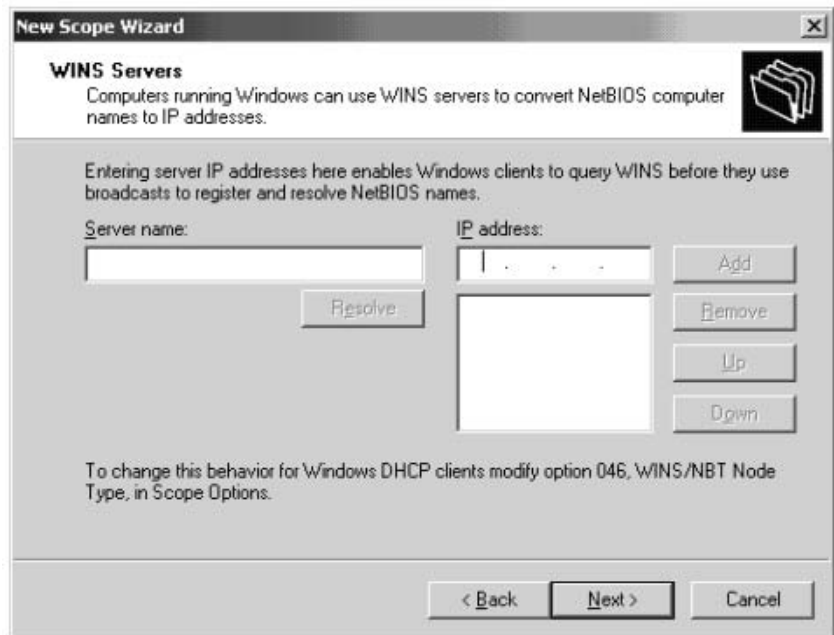 New Scope Wizard
WINS Servers
Computers running Windows can use WINS servers to convert NetBIOS computer
names to IP addresses.
Entering server IP addresses here enables Windows clients to query WINS before they use
broadcasts to register and resolve NetBIOS names.
Server name:
IP address:
. . .
Add
Resolve
Remove
Up
Down
To change this behavior for Windows DHCP clients modify option 046, WINS/NBT Node
Type, in Scope Options.
< Back
Next >
Cancel